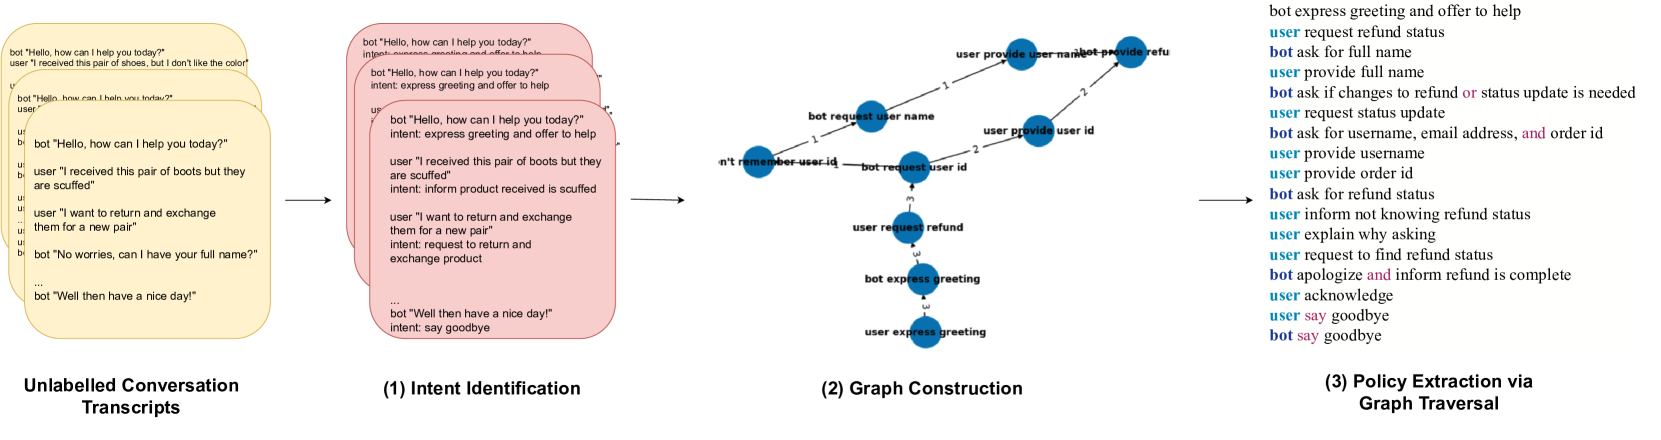 bot "Hello, how can I help you today?"
user "I received this pair of shoes, but I don't like the color"
bot "Hello, how can I help you today?"
user
bot "Hello, how can I help you today?"
user "I received this pair of boots but they
are scuffed"
user "I want to return and exchange
them for a new pair"
bot "No worries, can I have your full name?"
...
bot "Well then have a nice day!"
Unlabelled Conversation
Transcripts
bot "Hello, how can I help you today?"
intent: express greeting and offer to help
bot "Hello, how can I help you today?"
intent: express greeting and offer to help
bot "Hello, how can I help you today?"
intent: express greeting and offer to help
user "I received this pair of boots but they
are scuffed"
intent: inform product received is scuffed
user "I want to return and exchange
them for a new pair"
intent: request to return and
exchange product
...
bot "Well then have a nice day!"
intent: say goodbye
(1) Intent Identification
user provide user name
1
bot provide refu
1
2
bot request user name
user provide user id
1
2
n't remember user id
1
bot request user id
3
user request refund
3
bot express greeting
3
user express greeting
(2) Graph Construction
bot express greeting and offer to help
user request refund status
bot ask for full name
user provide full name
bot ask if changes to refund or status update is needed
user request status update
bot ask for username, email address, and order id
user provide username
user provide order id
bot ask for refund status
user inform not knowing refund status
user explain why asking
user request to find refund status
bot apologize and inform refund is complete
user acknowledge
user say goodbye
bot say goodbye
(3) Policy Extraction via
Graph Traversal